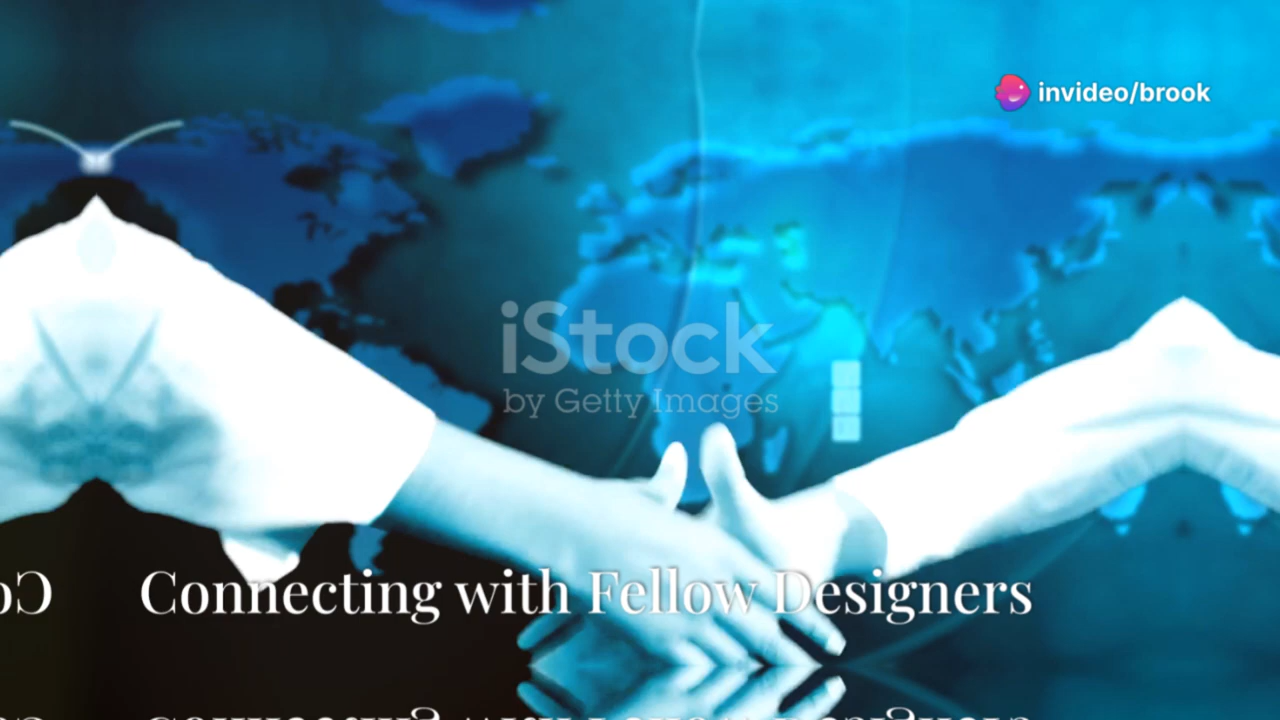 invideo/brook
iStock
by Getty Images
Connecting with Fellow Designers